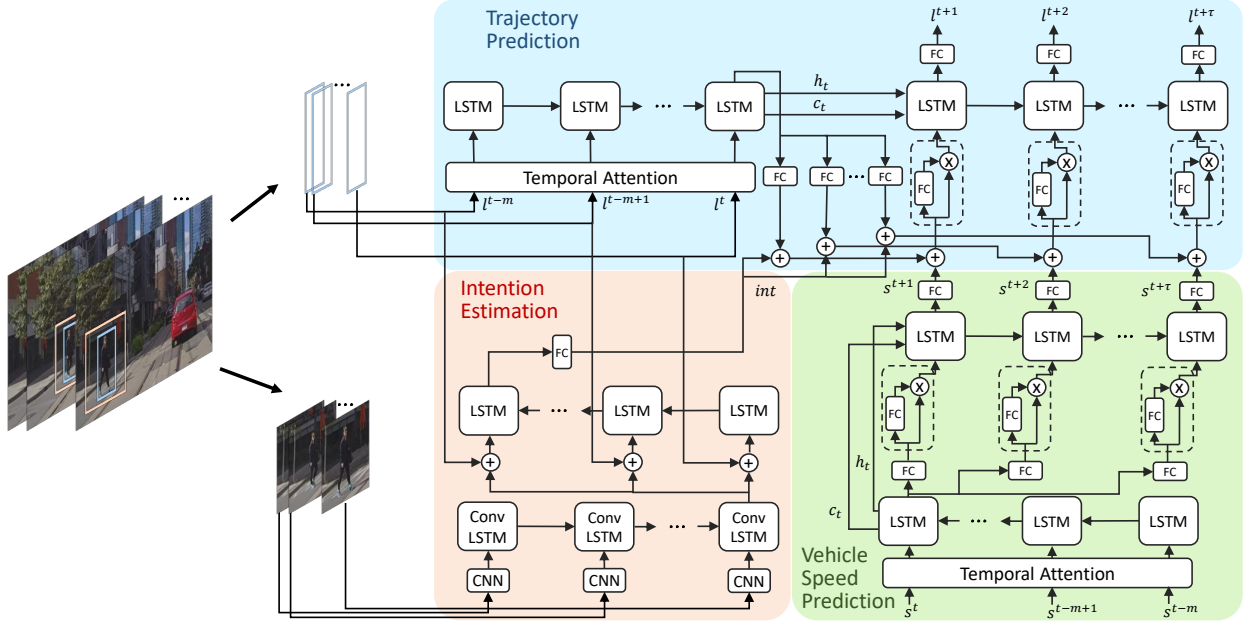 Trajectory
Prediction
l^{t+1} l^{t+2} l^{t+τ}
FC FC FC
...
LSTM LSTM ... LSTM h_t LSTM LSTM ... LSTM
c_t
X X X
FC FC ... FC FC FC FC
Temporal Attention
l^{t−m} l^{t−m+1} l^t
...
+ + + + + +
Intention
Estimation
int s^{t+1} s^{t+2} s^{t+τ}
FC FC FC
FC
LSTM LSTM ... LSTM
X X X
FC FC FC
LSTM ... LSTM LSTM
...
+ + +
h_t FC FC FC
c_t
Conv
LSTM
Conv
LSTM
...
Conv
LSTM
LSTM ... LSTM LSTM
CNN CNN CNN
Temporal Attention
Vehicle
Speed
Prediction
s^t s^{t−m+1} s^{t−m}